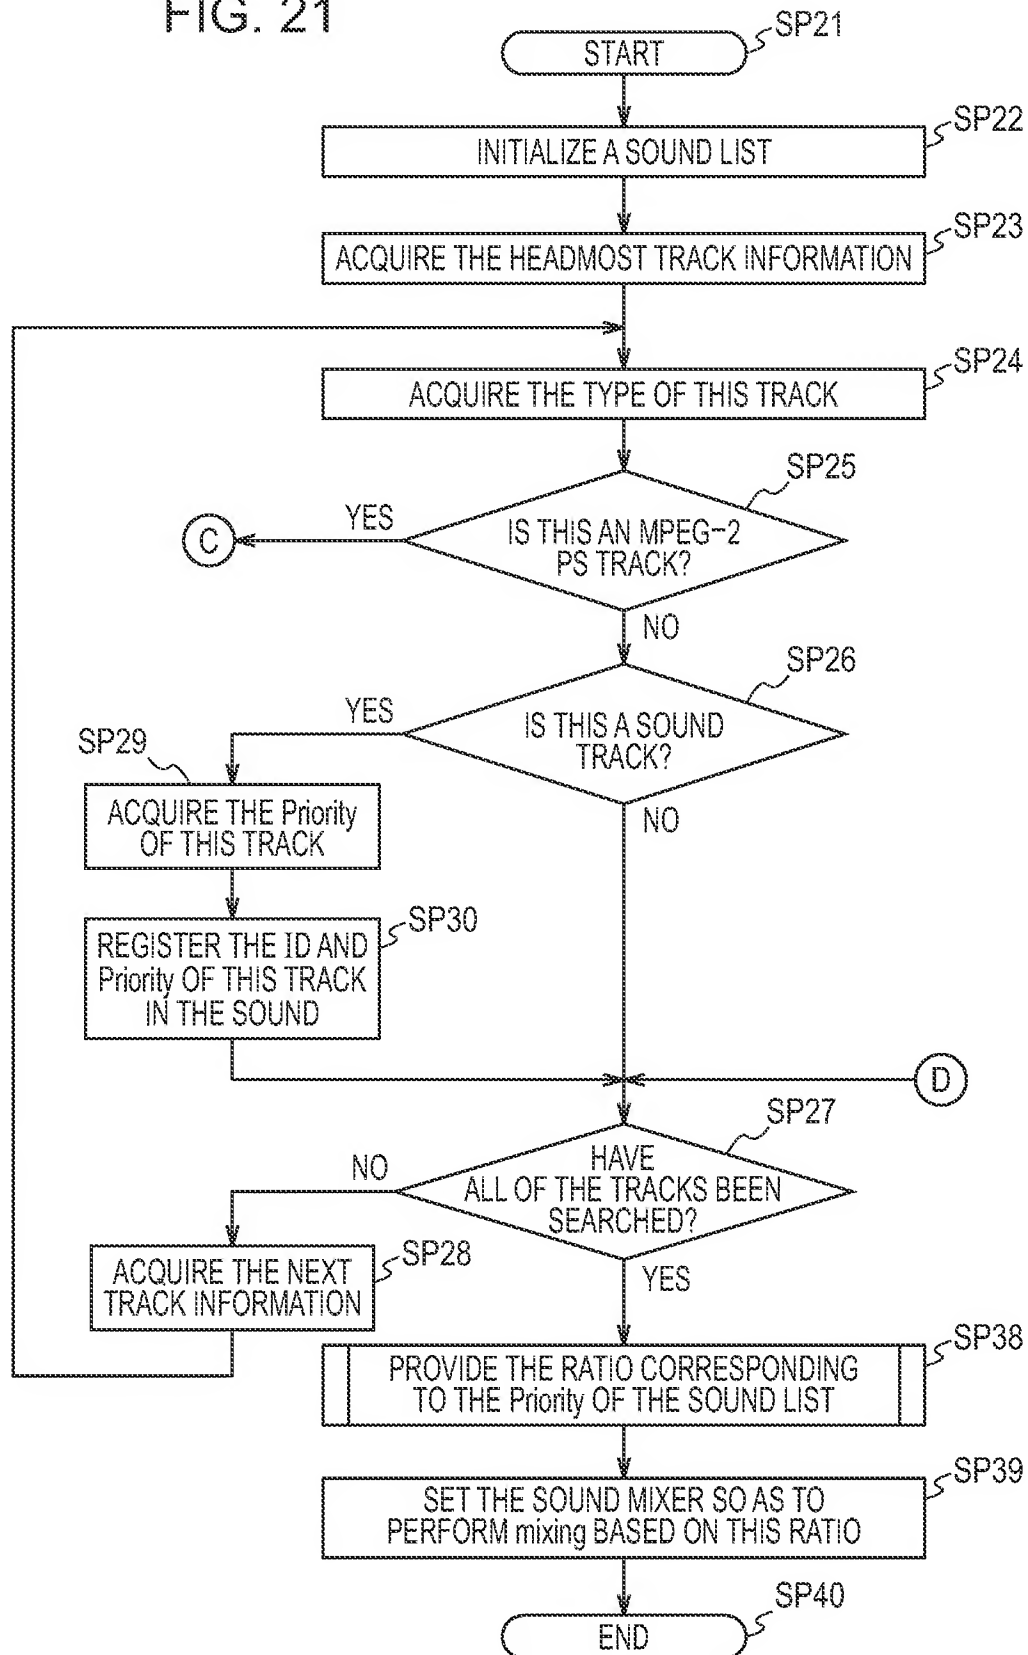 FIG. 21
START
SP21
INITIALIZE A SOUND LIST
SP22
ACQUIRE THE HEADMOST TRACK INFORMATION
SP23
ACQUIRE THE TYPE OF THIS TRACK
SP24
IS THIS AN MPEG-2
PS TRACK?
SP25
YES
C
NO
IS THIS A SOUND
TRACK?
SP26
YES
NO
SP29
ACQUIRE THE Priority
OF THIS TRACK
SP30
REGISTER THE ID AND
Priority OF THIS TRACK
IN THE SOUND
D
SP27
HAVE
ALL OF THE TRACKS BEEN
SEARCHED?
NO
YES
SP28
ACQUIRE THE NEXT
TRACK INFORMATION
SP38
PROVIDE THE RATIO CORRESPONDING
TO THE Priority OF THE SOUND LIST
SP39
SET THE SOUND MIXER SO AS TO
PERFORM mixing BASED ON THIS RATIO
SP40
END